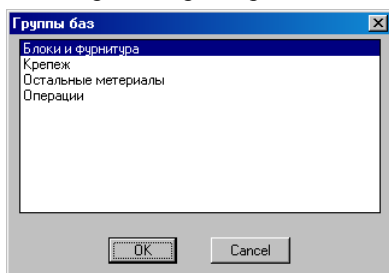 Группы баз
Блоки и фурнитура
Крепеж
Остальные метериалы
Операции
OK
Cancel